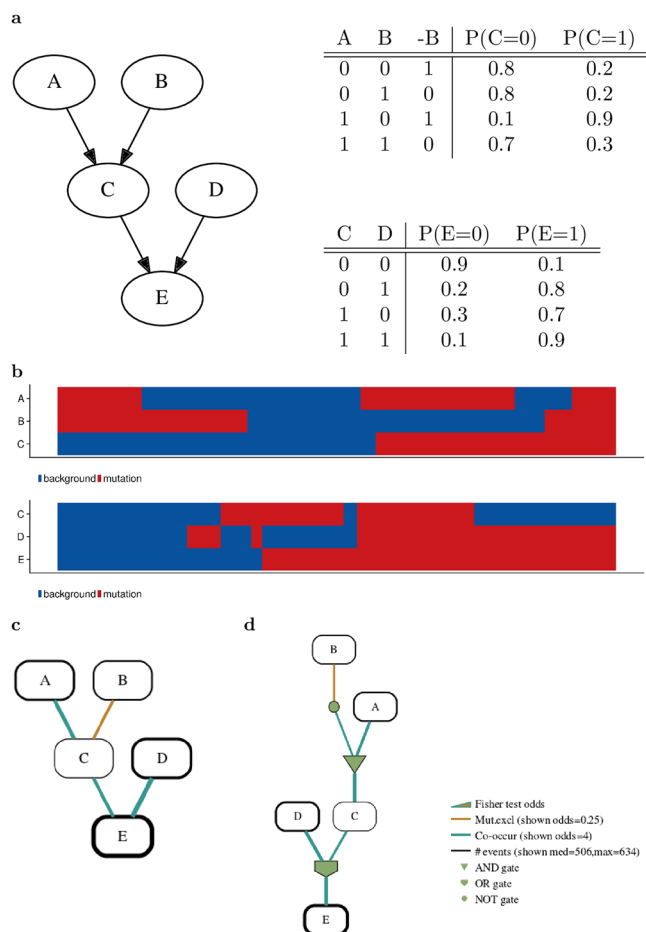 a
A
B
C
D
E
A B -B P(C=0) P(C=1)
0 0 1 0.8 0.2
0 1 0 0.8 0.2
1 0 1 0.1 0.9
1 1 0 0.7 0.3
C D P(E=0) P(E=1)
0 0 0.9 0.1
0 1 0.2 0.8
1 0 0.3 0.7
1 1 0.1 0.9
b
A
B
C
background mutation
C
D
E
background mutation
c
A
B
C
D
E
d
B
A
D
C
E
Fisher test odds
Mut.excl (shown odds=0.25)
Co-occur (shown odds=4)
# events (shown med=506,max=634)
AND gate
OR gate
NOT gate